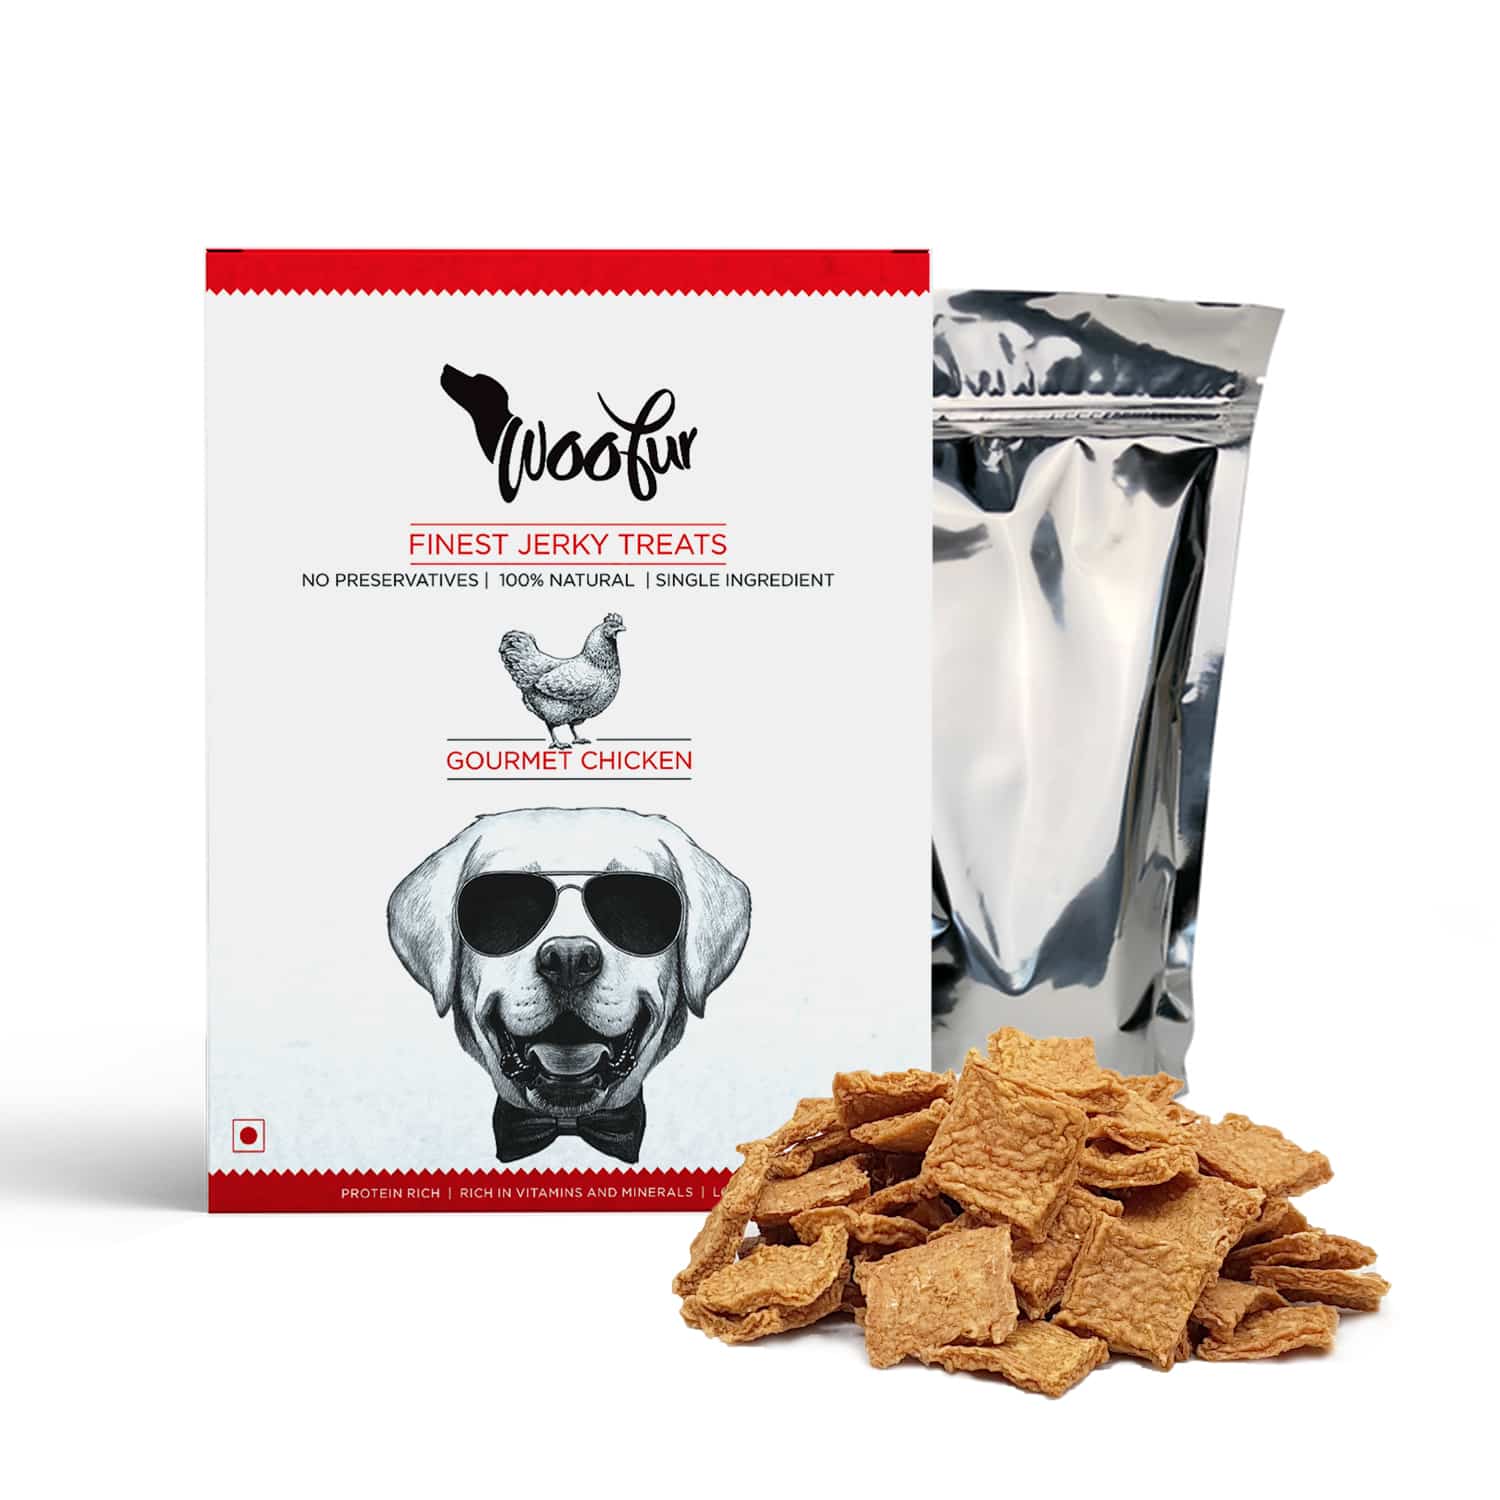 Woofur
FINEST JERKY TREATS
NO PRESERVATIVES | 100% NATURAL | SINGLE INGREDIENT
GOURMET CHICKEN
PROTEIN RICH | RICH IN VITAMINS AND MINERALS |